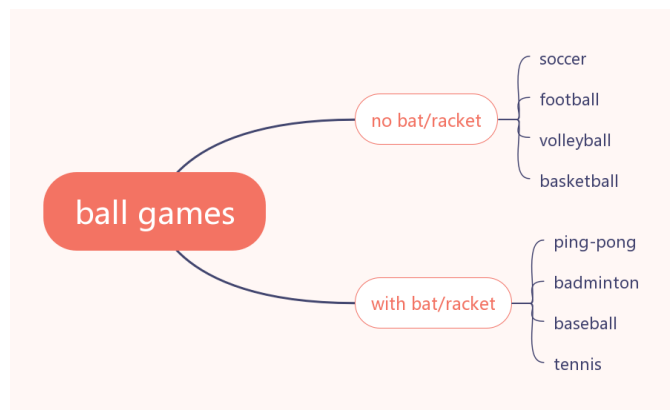 ball games
no bat/racket
soccer
football
volleyball
basketball
with bat/racket
ping-pong
badminton
baseball
tennis